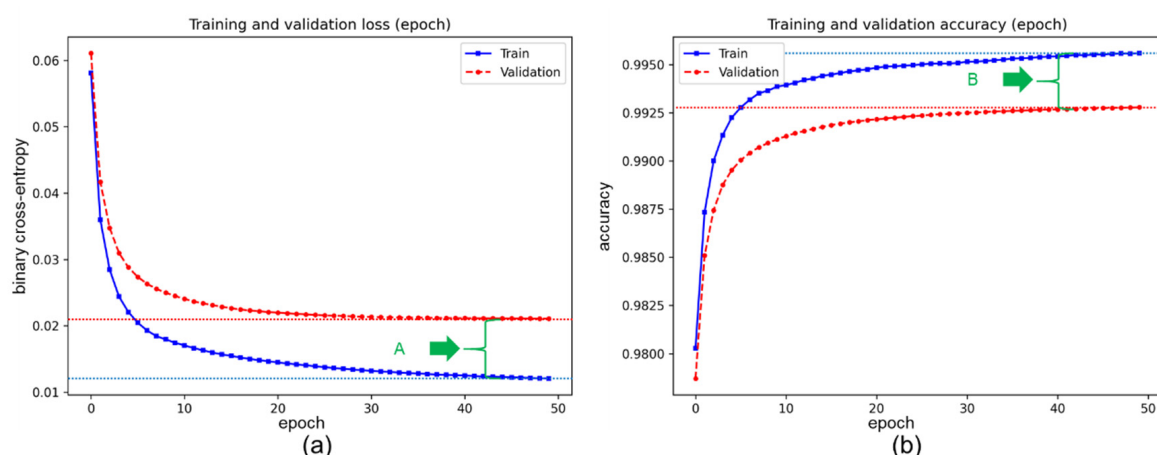 Training and validation loss (epoch)
0.06
0.05
0.04
0.03
0.02
0.01
binary cross-entropy
Train
Validation
A
0
10
20
30
40
50
epoch
(a)
Training and validation accuracy (epoch)
0.9950
0.9925
0.9900
0.9875
0.9850
0.9825
0.9800
accuracy
Train
Validation
B
0
10
20
30
40
50
epoch
(b)